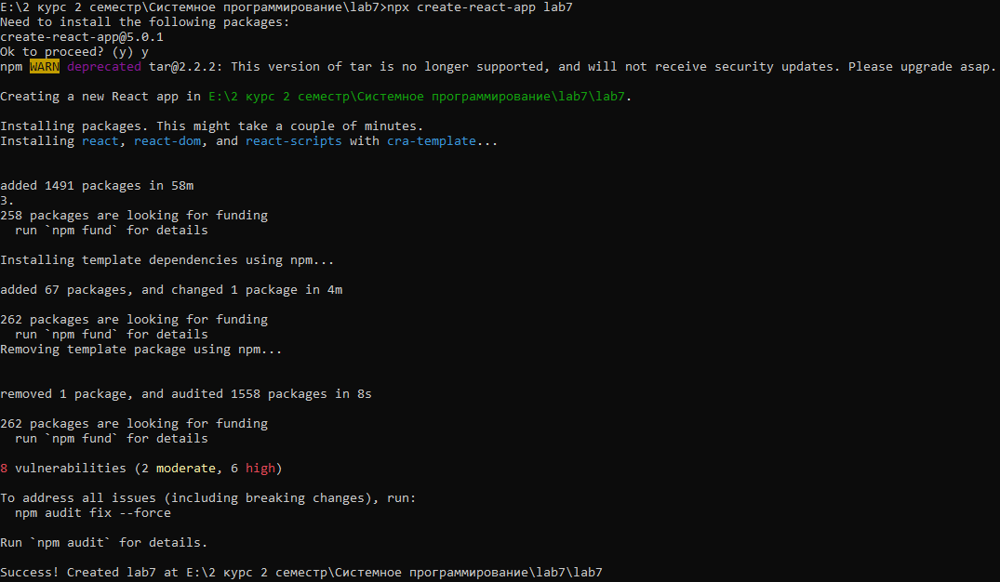 E:\2 курс 2 семестр\Системное программирование\lab7>npx create-react-app lab7
Need to install the following packages:
create-react-app@5.0.1
Ok to proceed? (y) y
npm WARN deprecated tar@2.2.2: This version of tar is no longer supported, and will not receive security updates. Please upgrade asap.
Creating a new React app in E:\2 курс 2 семестр\Системное программирование\lab7\lab7.
Installing packages. This might take a couple of minutes.
Installing react, react-dom, and react-scripts with cra-template...
added 1491 packages in 58m
3.
258 packages are looking for funding
  run `npm fund` for details
Installing template dependencies using npm...
added 67 packages, and changed 1 package in 4m
262 packages are looking for funding
  run `npm fund` for details
Removing template package using npm...
removed 1 package, and audited 1558 packages in 8s
262 packages are looking for funding
  run `npm fund` for details
8 vulnerabilities (2 moderate, 6 high)
To address all issues (including breaking changes), run:
  npm audit fix --force
Run `npm audit` for details.
Success! Created lab7 at E:\2 курс 2 семестр\Системное программирование\lab7\lab7